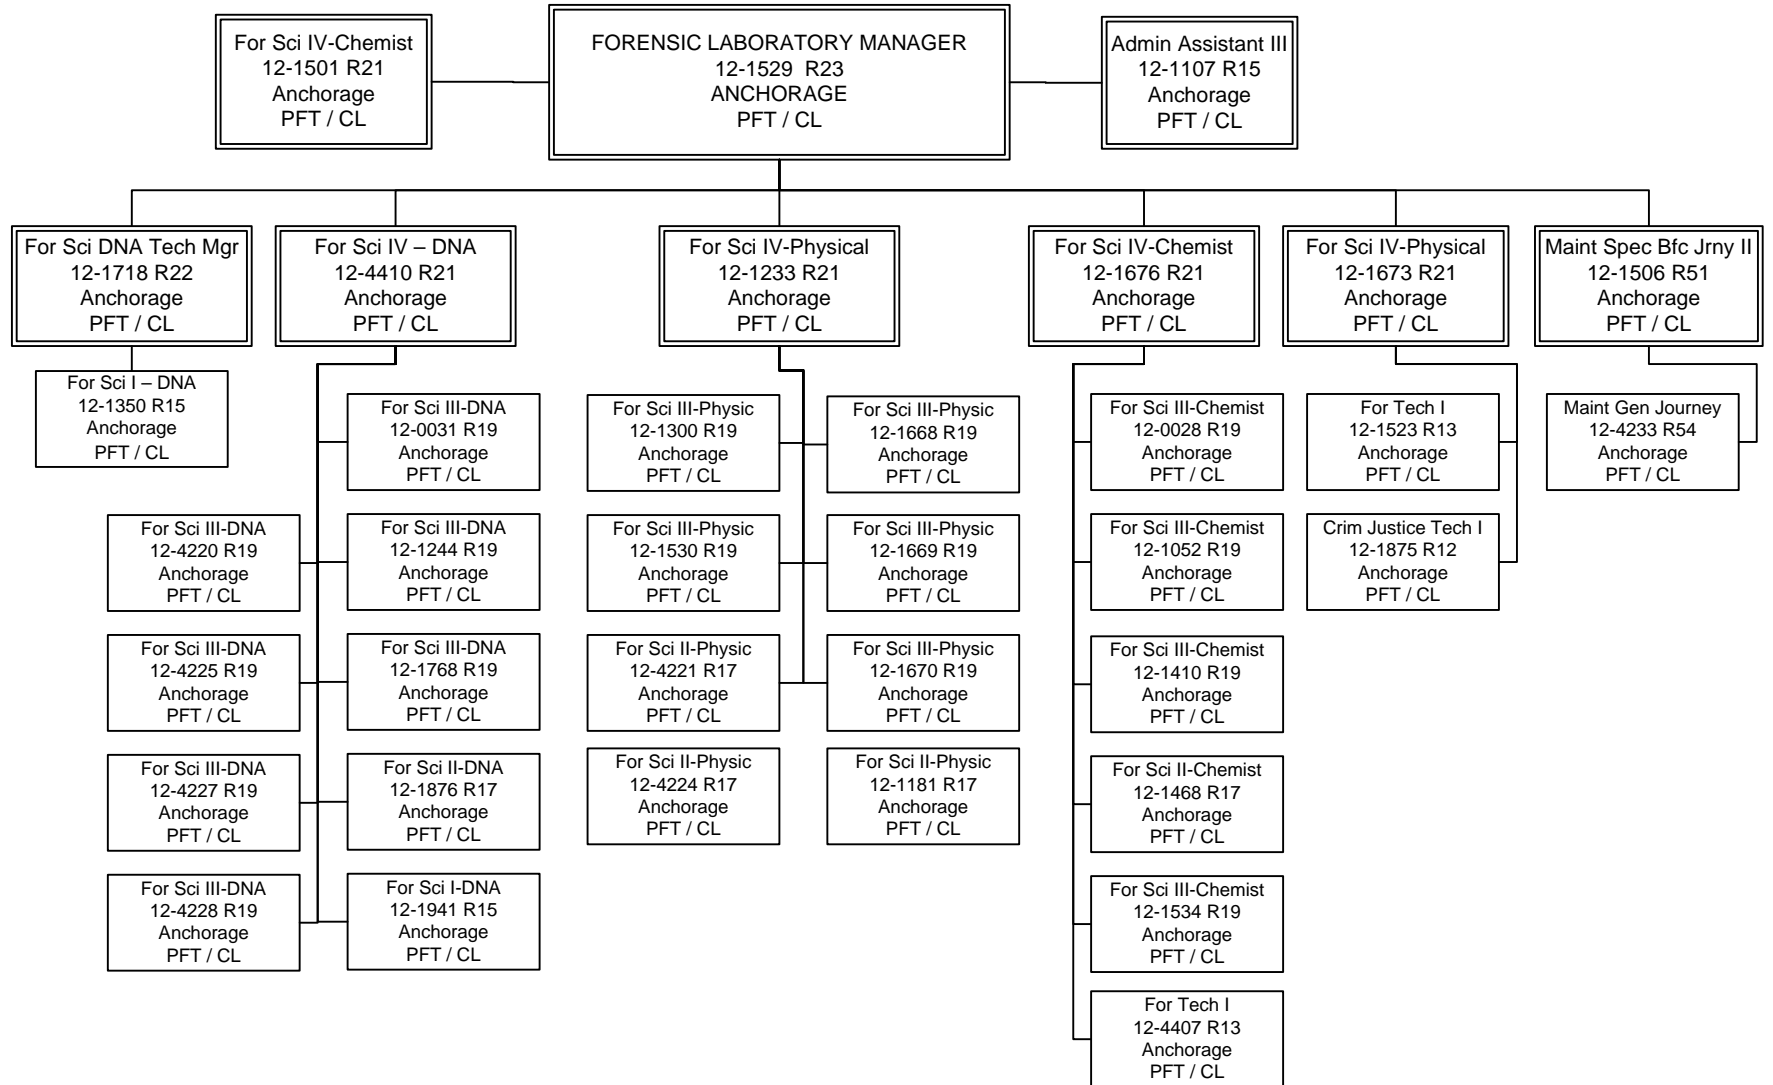 For Sci IV-Chemist
12-1501 R21
Anchorage
PFT / CL
FORENSIC LABORATORY MANAGER
12-1529 R23
ANCHORAGE
PFT / CL
Admin Assistant III
12-1107 R15
Anchorage
PFT / CL
For Sci DNA Tech Mgr
12-1718 R22
Anchorage
PFT / CL
For Sci IV – DNA
12-4410 R21
Anchorage
PFT / CL
For Sci IV-Physical
12-1233 R21
Anchorage
PFT / CL
For Sci IV-Chemist
12-1676 R21
Anchorage
PFT / CL
For Sci IV-Physical
12-1673 R21
Anchorage
PFT / CL
Maint Spec Bfc Jrny II
12-1506 R51
Anchorage
PFT / CL
For Sci I – DNA
12-1350 R15
Anchorage
PFT / CL
For Sci III-DNA
12-0031 R19
Anchorage
PFT / CL
For Sci III-Physic
12-1300 R19
Anchorage
PFT / CL
For Sci III-Physic
12-1668 R19
Anchorage
PFT / CL
For Sci III-Chemist
12-0028 R19
Anchorage
PFT / CL
For Tech I
12-1523 R13
Anchorage
PFT / CL
Maint Gen Journey
12-4233 R54
Anchorage
PFT / CL
For Sci III-DNA
12-4220 R19
Anchorage
PFT / CL
For Sci III-DNA
12-1244 R19
Anchorage
PFT / CL
For Sci III-Physic
12-1530 R19
Anchorage
PFT / CL
For Sci III-Physic
12-1669 R19
Anchorage
PFT / CL
For Sci III-Chemist
12-1052 R19
Anchorage
PFT / CL
Crim Justice Tech I
12-1875 R12
Anchorage
PFT / CL
For Sci III-DNA
12-4225 R19
Anchorage
PFT / CL
For Sci III-DNA
12-1768 R19
Anchorage
PFT / CL
For Sci II-Physic
12-4221 R17
Anchorage
PFT / CL
For Sci III-Physic
12-1670 R19
Anchorage
PFT / CL
For Sci III-Chemist
12-1410 R19
Anchorage
PFT / CL
For Sci III-DNA
12-4227 R19
Anchorage
PFT / CL
For Sci II-DNA
12-1876 R17
Anchorage
PFT / CL
For Sci II-Physic
12-4224 R17
Anchorage
PFT / CL
For Sci II-Physic
12-1181 R17
Anchorage
PFT / CL
For Sci II-Chemist
12-1468 R17
Anchorage
PFT / CL
For Sci III-DNA
12-4228 R19
Anchorage
PFT / CL
For Sci I-DNA
12-1941 R15
Anchorage
PFT / CL
For Sci III-Chemist
12-1534 R19
Anchorage
PFT / CL
For Tech I
12-4407 R13
Anchorage
PFT / CL